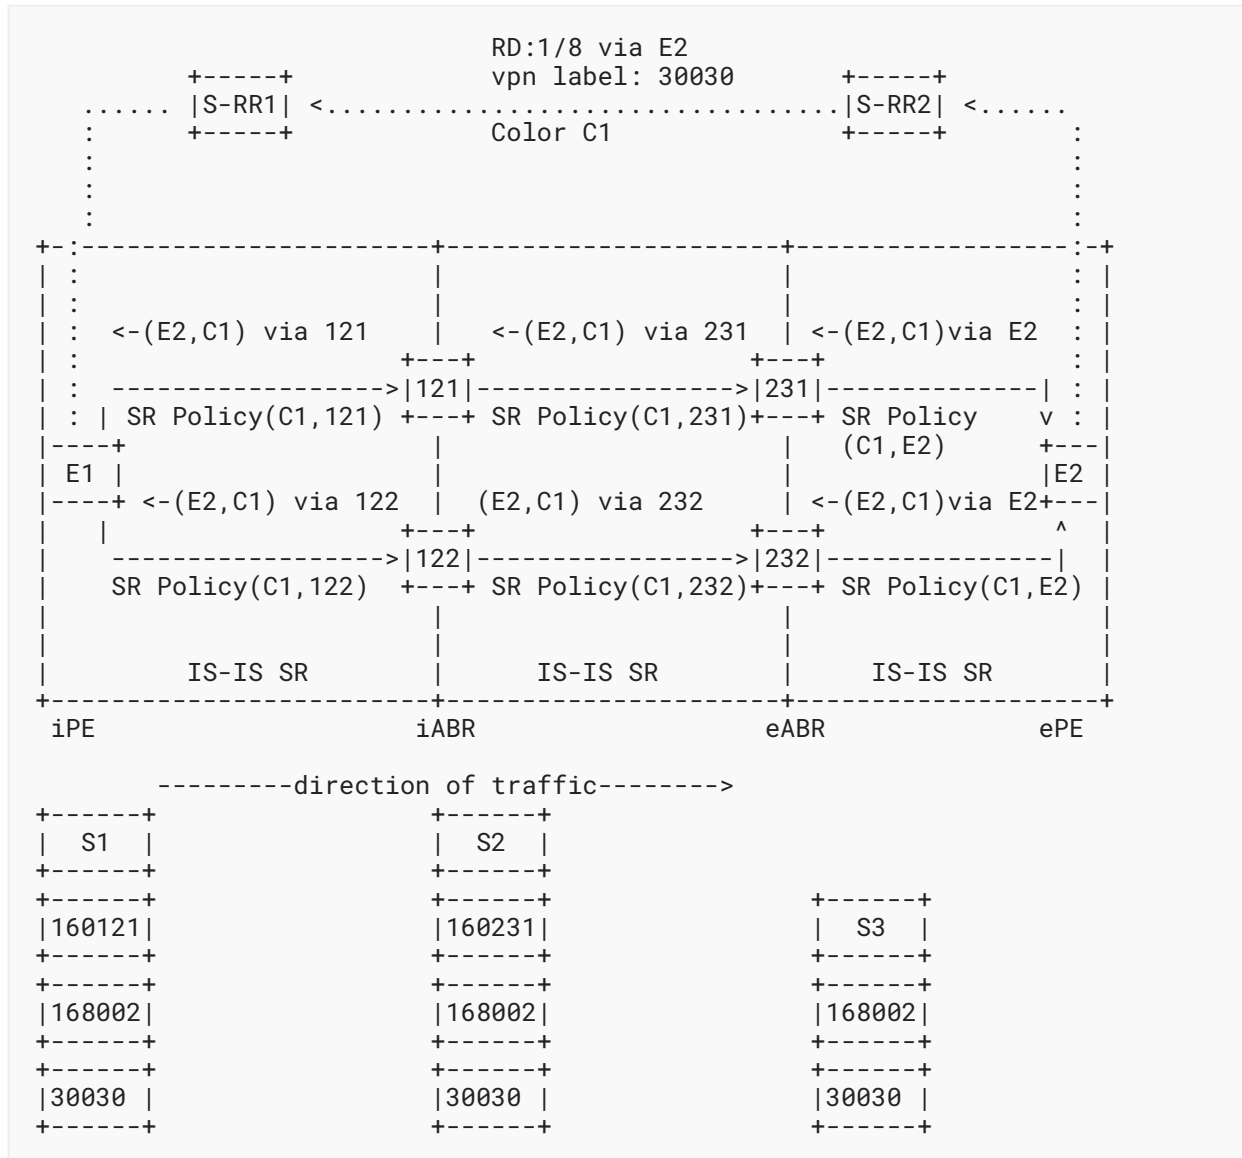 RD:1/8 via E2
          +-----+             vpn label: 30030       +-----+
   ...... |S-RR1| <..................................|S-RR2| <......
   :      +-----+             Color C1               +-----+       :
   :                                                               :
   :                                                               :
   :                                                               :
+-:-----------------------+----------------------+------------------:-+
| :                       |                      |                  : |
| :                       |                      |                  : |
| :  <-(E2,C1) via 121    |   <-(E2,C1) via 231  | <-(E2,C1)via E2  : |
| :                     +---+                  +---+                : |
| :  ------------------>|121|----------------->|231|--------------| : |
| : | SR Policy(C1,121) +---+ SR Policy(C1,231)+---+ SR Policy    v : |
|----+                    |                      |   (C1,E2)     +---|
| E1 |                    |                      |               |E2 |
|----+ <-(E2,C1) via 122  |  (E2,C1) via 232     | <-(E2,C1)via E2+---|
|   |                   +---+                  +---+               ^  |
|    ------------------>|122|----------------->|232|---------------|  |
|    SR Policy(C1,122)  +---+ SR Policy(C1,232)+---+ SR Policy(C1,E2) |
|                         |                      |                    |
|                         |                      |                    |
|         IS-IS SR        |      IS-IS SR        |     IS-IS SR       |
+-------------------------+----------------------+--------------------+
 iPE                     iABR                   eABR              ePE

       ---------direction of traffic-------->
+------+                  +------+
|  S1  |                  |  S2  |
+------+                  +------+
+------+                  +------+                 +------+
|160121|                  |160231|                 |  S3  |
+------+                  +------+                 +------+
+------+                  +------+                 +------+
|168002|                  |168002|                 |168002|
+------+                  +------+                 +------+
+------+                  +------+                 +------+
|30030 |                  |30030 |                 |30030 |
+------+                  +------+                 +------+